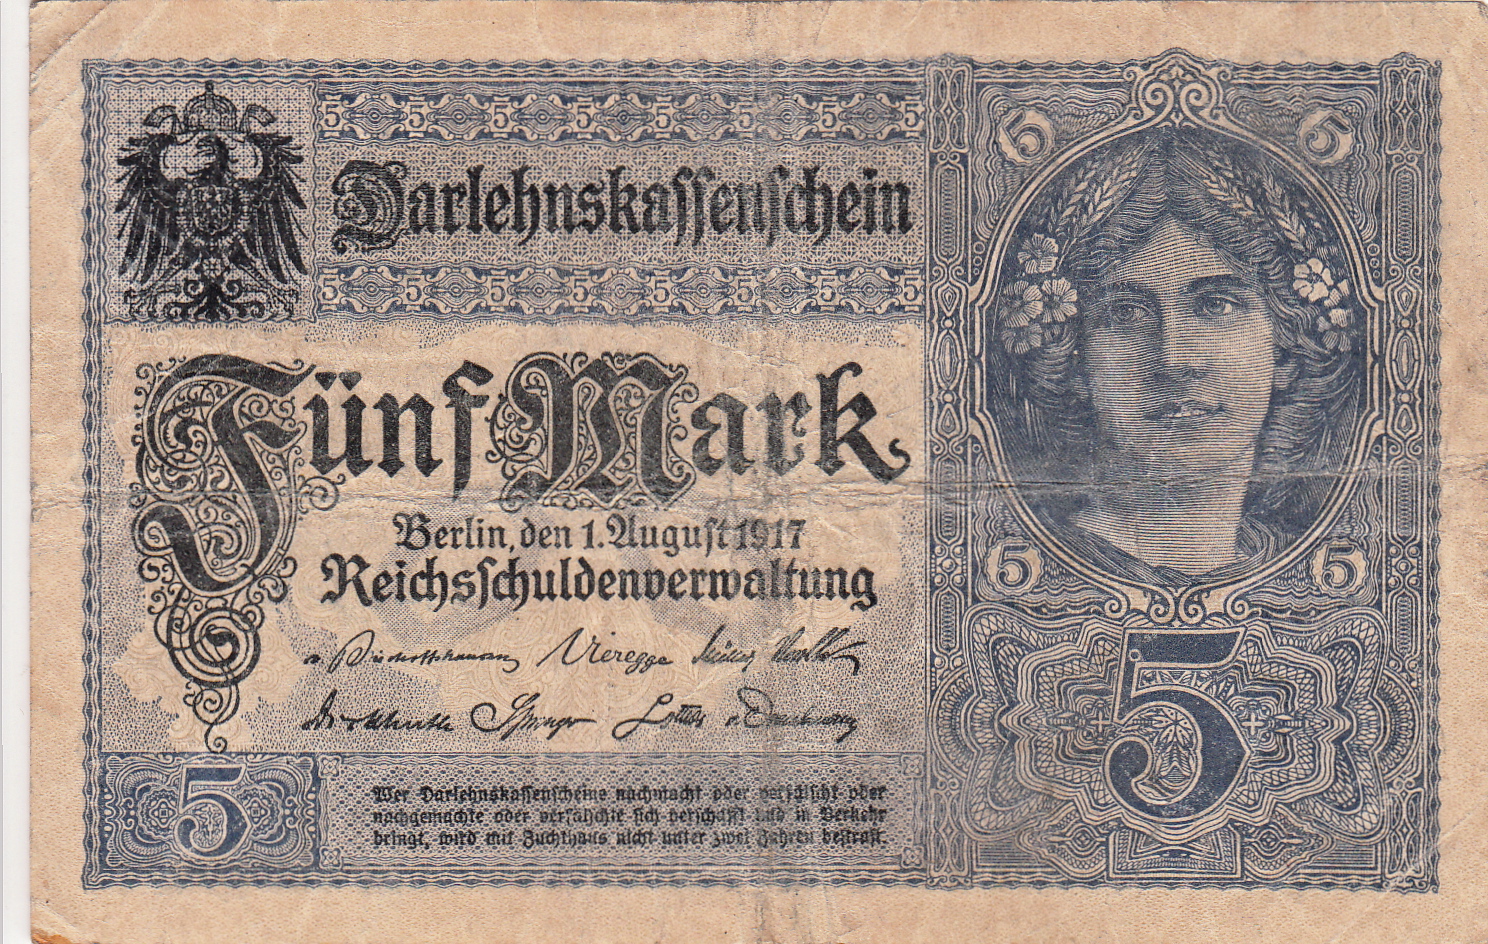 5 5 5 5 5 5 5 5 5
Darlehnskassenschein
5 5 5 5 5 5 5 5 5
Fünf Mark
Berlin, den 1. August 1917
Reichsschuldenverwaltung
v Bischoffshausen Vieregge
Springer
5
Wer Darlehnskassenscheine nachmacht oder verfälscht oder
nachgemachte oder verfälschte sich verschafft und in Verkehr
bringt, wird mit Zuchthaus nicht unter zwei Jahren bestraft.
5 5
5 5
5